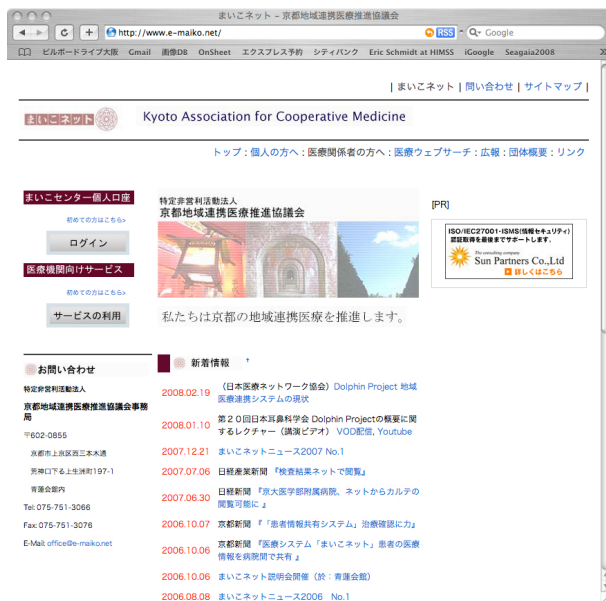 まいこネット - 京都地域連携医療推進協議会
http://www.e-maiko.net/
RSS
Google
ビルボードライブ大阪 Gmail 画像DB OnSheet エクスプレス予約 シティバンク Eric Schmidt at HIMSS iGoogle Seagaia2008
| まいこネット | 問い合わせ | サイトマップ |
まいこネット
Kyoto Association for Cooperative Medicine
トップ : 個人の方へ : 医療関係者の方へ : 医療ウェブサーチ : 広報 : 団体概要 : リンク
まいこセンター個人口座
初めての方はこちら>
ログイン
医療機関向けサービス
初めての方はこちら>
サービスの利用
特定非営利活動法人
京都地域連携医療推進協議会
私たちは京都の地域連携医療を推進します。
[PR]
ISO/IEC27001-ISMS(情報セキュリティ)
認証取得を最後までサポートします。
The consulting company
Sun Partners Co.,Ltd
詳しくはこちら
お問い合わせ
特定非営利活動法人
京都地域連携医療推進協議会事務
局
〒602-0855
京都市上京区西三本木通
荒神口下る上生洲町197-1
青蓮会館内
Tel: 075-751-3066
Fax: 075-751-3076
E-Mail: office@e-maiko.net
新着情報 ↑
2008.02.19 (日本医療ネットワーク協会) Dolphin Project 地域
医療連携システムの現状
2008.01.10 第20回日本耳鼻科学会 Dolphin Projectの概要に関
するレクチャー（講演ビデオ） VOD配信, Youtube
2007.12.21 まいこネットニュース2007 No.1
2007.07.06 日経産業新聞 『検査結果ネットで閲覧』
2007.06.30 日経新聞 『京大医学部附属病院、ネットからカルテの
閲覧可能に 』
2006.10.07 京都新聞 『「患者情報共有システム」治療確認に力』
2006.10.06 京都新聞 『医療システム「まいこネット」患者の医療
情報を病院間で共有 』
2006.10.06 まいこネット説明会開催（於：青蓮会館）
2006.08.08 まいこネットニュース2006 No.1